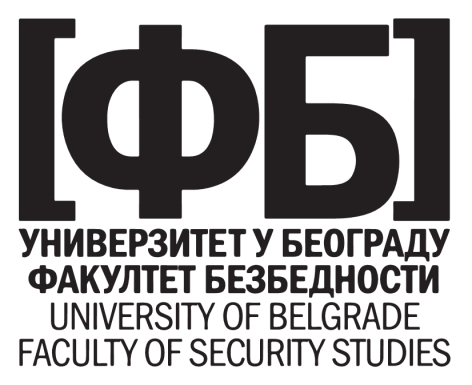 [ФБ]
УНИВЕРЗИТЕТ У БЕОГРАДУ
ФАКУЛТЕТ БЕЗБЕДНОСТИ
UNIVERSITY OF BELGRADE
FACULTY OF SECURITY STUDIES